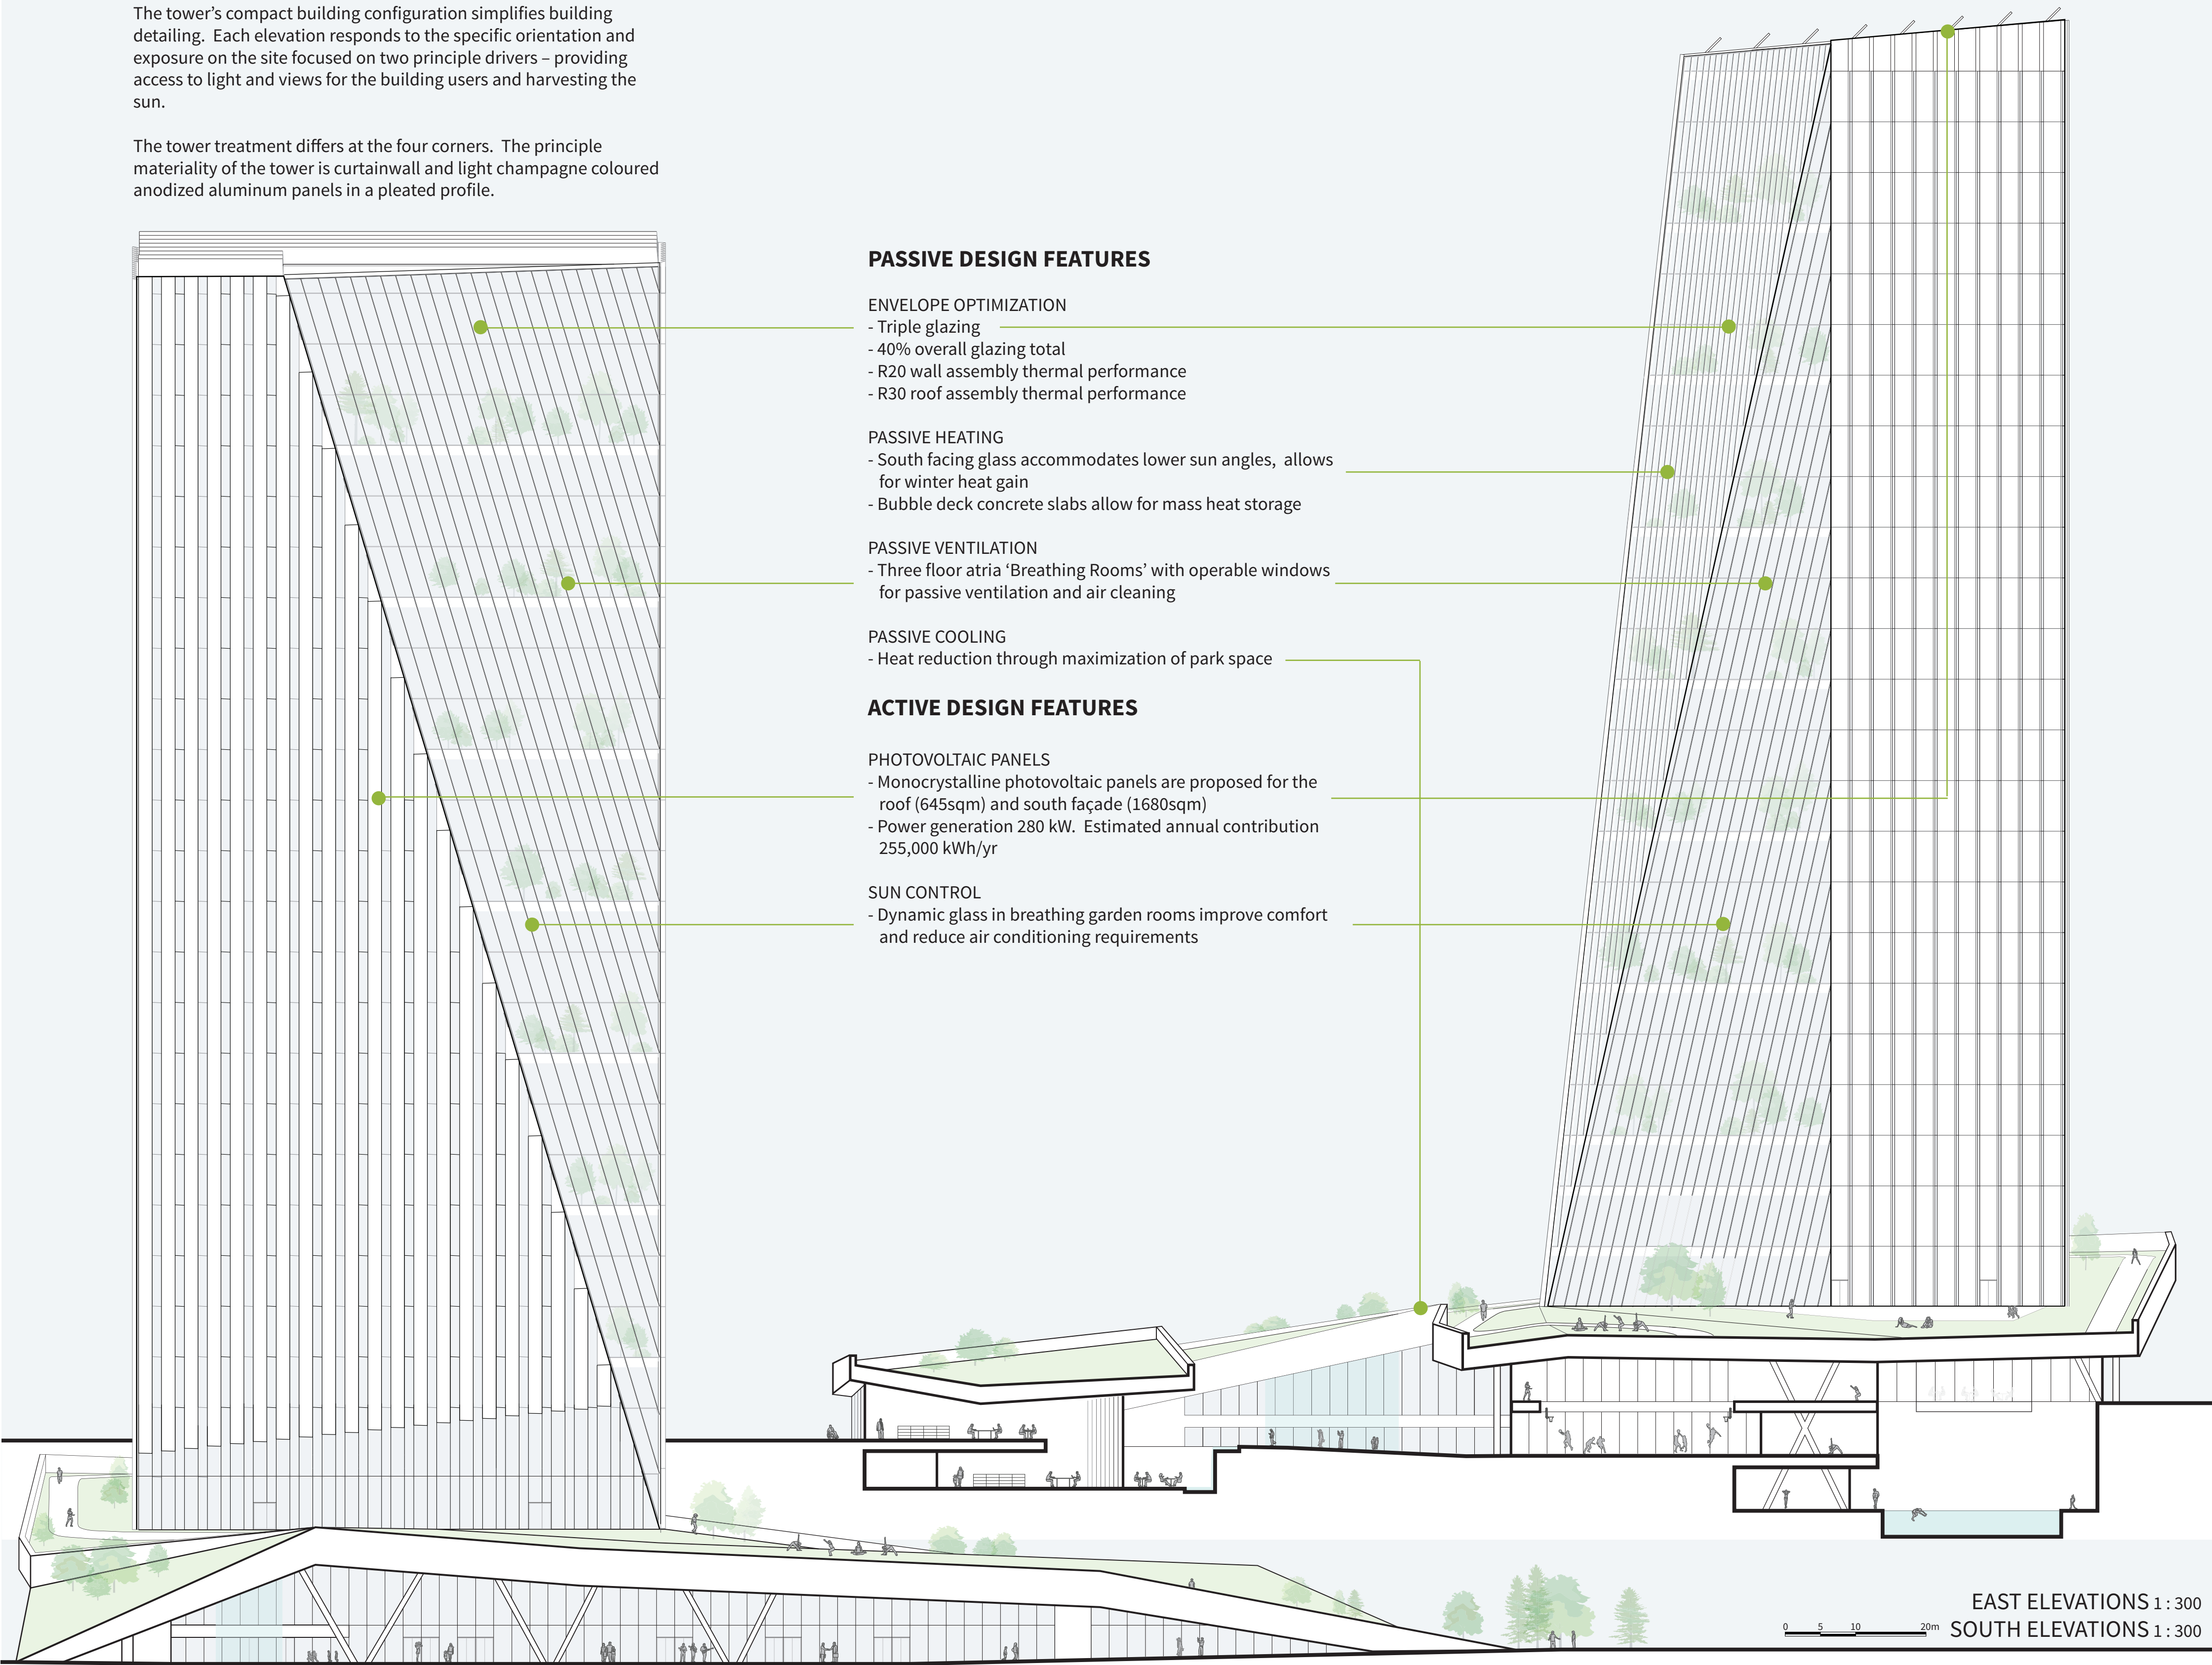 The tower’s compact building configuration simplifies building
detailing.  Each elevation responds to the specific orientation and
exposure on the site focused on two principle drivers – providing
access to light and views for the building users and harvesting the
sun.
The tower treatment differs at the four corners.  The principle
materiality of the tower is curtainwall and light champagne coloured
anodized aluminum panels in a pleated profile.
PASSIVE DESIGN FEATURES
ENVELOPE OPTIMIZATION
- Triple glazing
- 40% overall glazing total
- R20 wall assembly thermal performance
- R30 roof assembly thermal performance
PASSIVE HEATING
- South facing glass accommodates lower sun angles,  allows
for winter heat gain
- Bubble deck concrete slabs allow for mass heat storage
PASSIVE VENTILATION
- Three floor atria ‘Breathing Rooms’ with operable windows
for passive ventilation and air cleaning
PASSIVE COOLING
- Heat reduction through maximization of park space
ACTIVE DESIGN FEATURES
PHOTOVOLTAIC PANELS
- Monocrystalline photovoltaic panels are proposed for the
roof (645sqm) and south façade (1680sqm)
- Power generation 280 kW.  Estimated annual contribution
255,000 kWh/yr
SUN CONTROL
- Dynamic glass in breathing garden rooms improve comfort
and reduce air conditioning requirements
EAST ELEVATIONS 1 : 300
0 5 10 20m
SOUTH ELEVATIONS 1 : 300